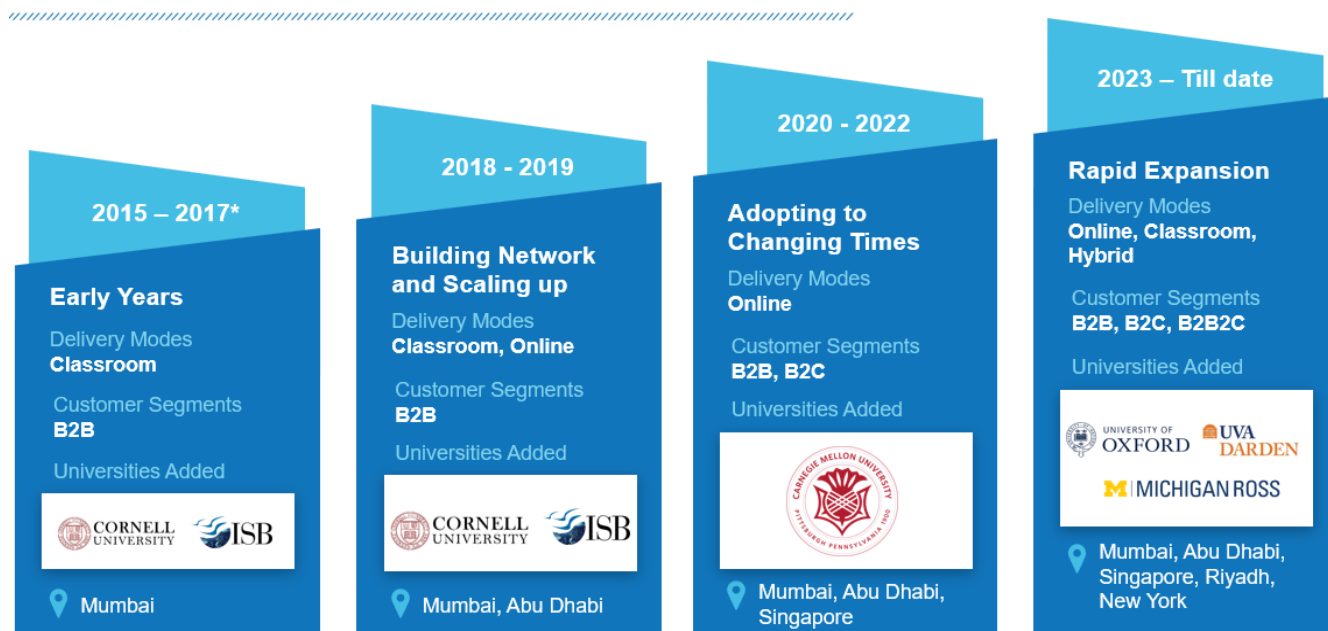 2015 – 2017*
Early Years
Delivery Modes
Classroom
Customer Segments
B2B
Universities Added
CORNELL
UNIVERSITY
ISB
Mumbai
2018 - 2019
Building Network
and Scaling up
Delivery Modes
Classroom, Online
Customer Segments
B2B
Universities Added
CORNELL
UNIVERSITY
ISB
Mumbai, Abu Dhabi
2020 - 2022
Adopting to
Changing Times
Delivery Modes
Online
Customer Segments
B2B, B2C
Universities Added
CARNEGIE MELLON UNIVERSITY
PITTSBURGH PENNSYLVANIA 1900
Mumbai, Abu Dhabi,
Singapore
2023 – Till date
Rapid Expansion
Delivery Modes
Online, Classroom,
Hybrid
Customer Segments
B2B, B2C, B2B2C
Universities Added
UNIVERSITY OF
OXFORD
UVA
DARDEN
M MICHIGAN ROSS
Mumbai, Abu Dhabi,
Singapore, Riyadh,
New York